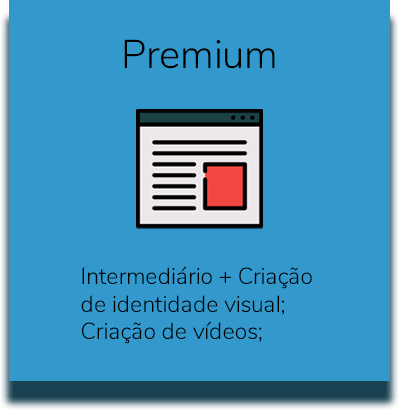 Premium
Intermediário + Criação
de identidade visual;
Criação de vídeos;